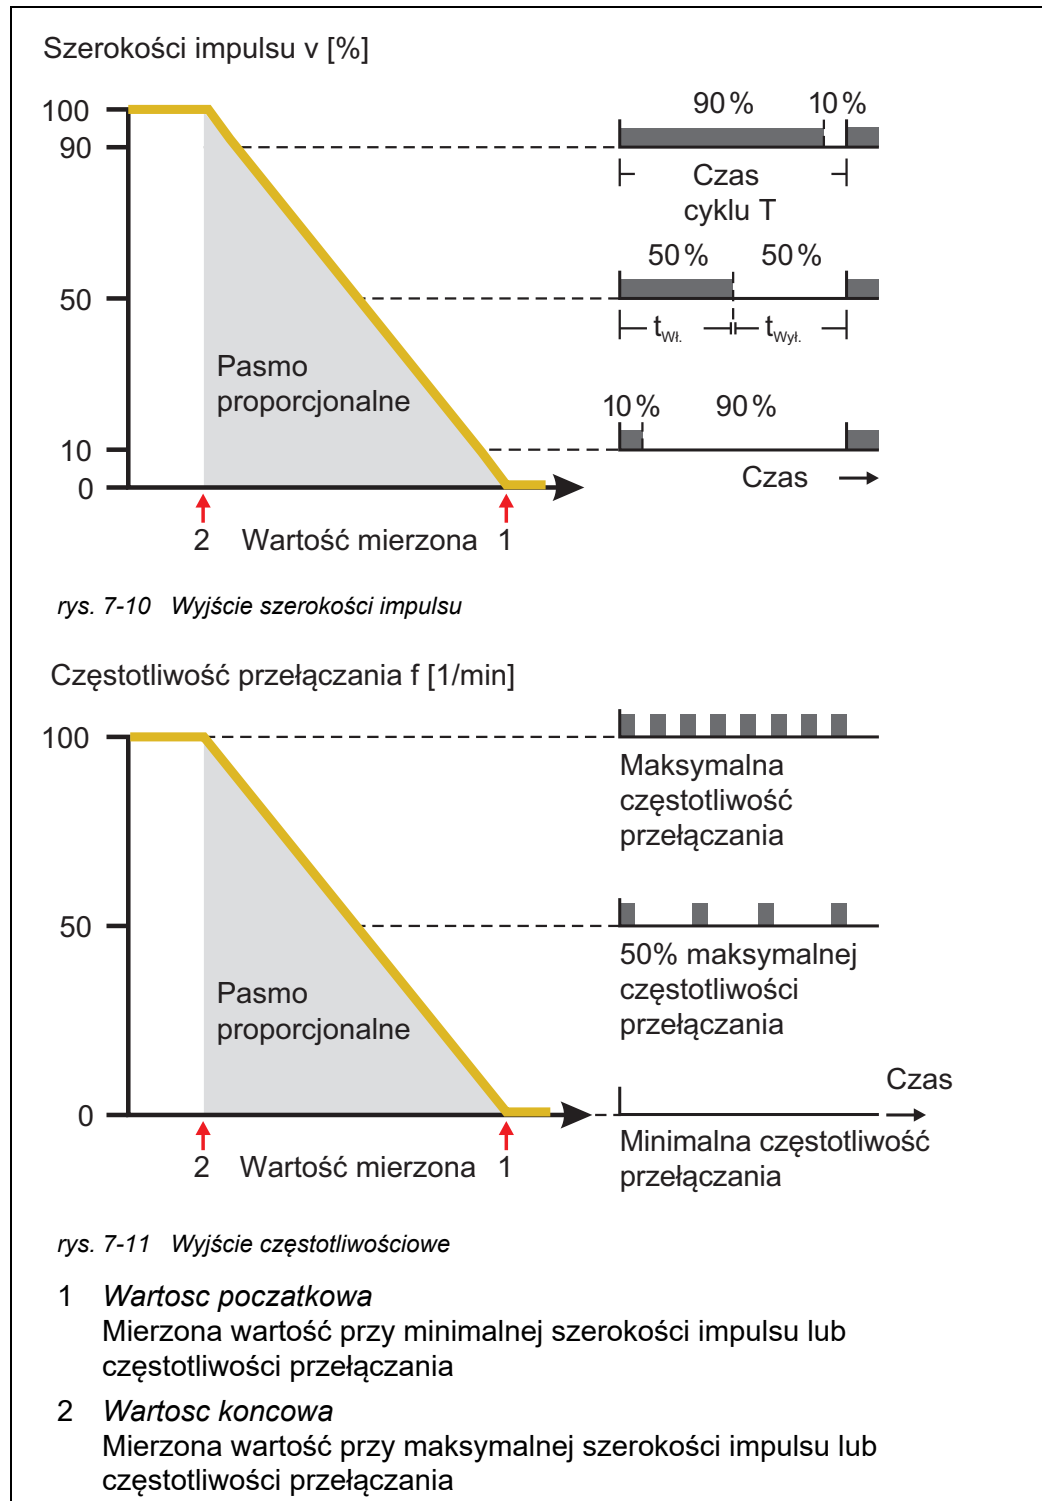 Szerokości impulsu v [%]
100
90
50
10
0
Pasmo
proporcjonalne
2 Wartość mierzona 1
90 % 10 %
Czas
cyklu T
50 % 50 %
tWł. tWył.
10 % 90 %
Czas
rys. 7-10 Wyjście szerokości impulsu
Częstotliwość przełączania f [1/min]
100
50
0
Pasmo
proporcjonalne
2 Wartość mierzona 1
Maksymalna
częstotliwość
przełączania
50% maksymalnej
częstotliwości
przełączania
Czas
Minimalna częstotliwość
przełączania
rys. 7-11 Wyjście częstotliwościowe
1 Wartosc poczatkowa
Mierzona wartość przy minimalnej szerokości impulsu lub
częstotliwości przełączania
2 Wartosc koncowa
Mierzona wartość przy maksymalnej szerokości impulsu lub
częstotliwości przełączania